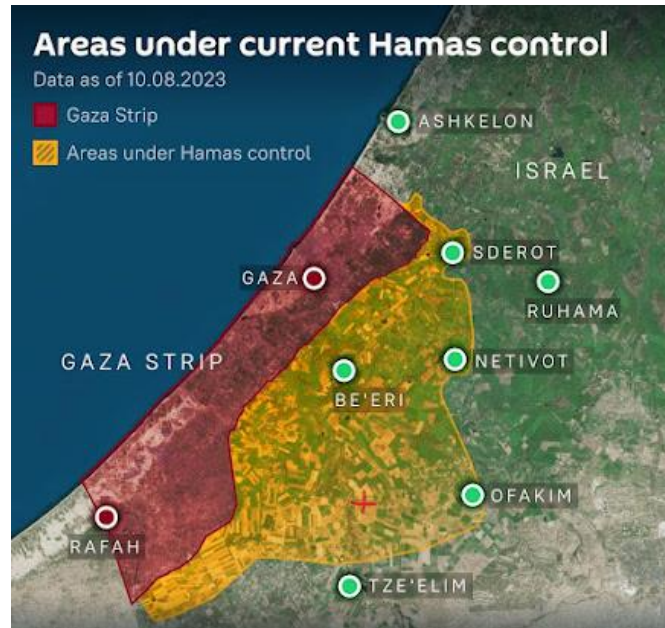 Areas under current Hamas control
Data as of 10.08.2023
Gaza Strip
Areas under Hamas control
ASHKELON
ISRAEL
SDEROT
GAZA
RUHAMA
GAZA STRIP
NETIVOT
BE'ERI
OFAKIM
RAFAH
TZE'ELIM